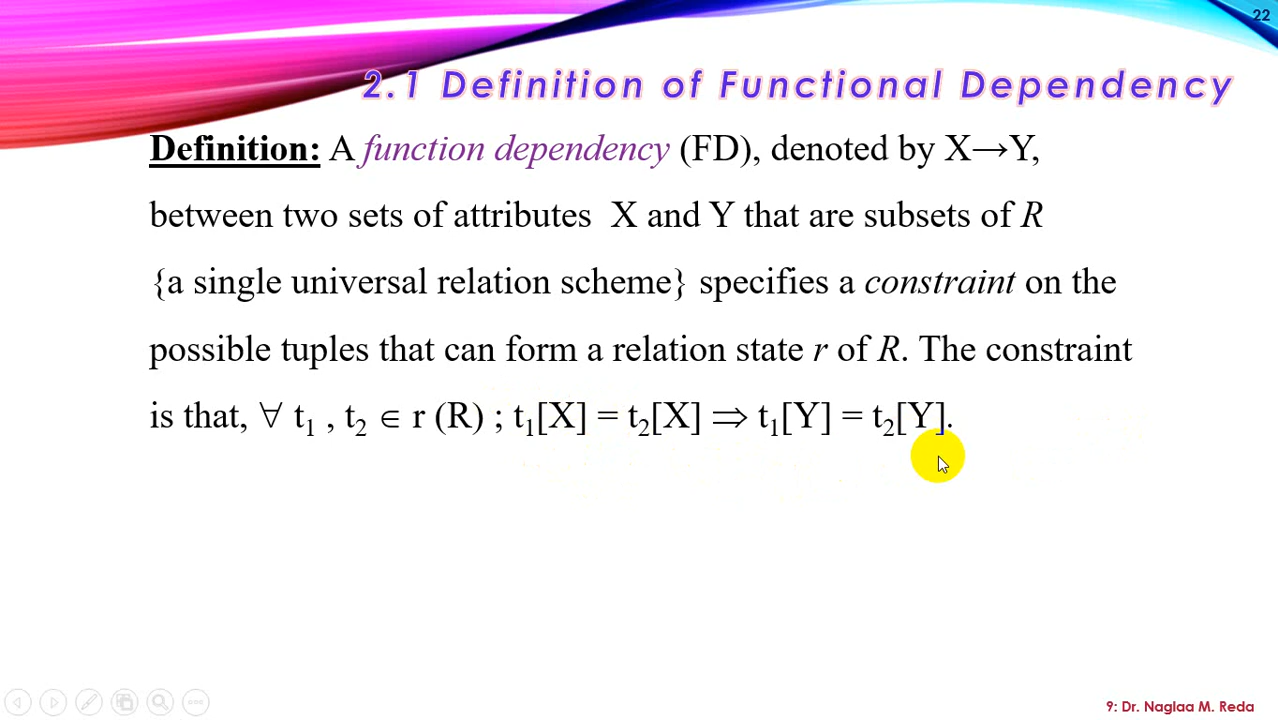 22
2.1 Definition of Functional Dependency
Definition: A function dependency (FD), denoted by X→Y,
between two sets of attributes X and Y that are subsets of R
{a single universal relation scheme} specifies a constraint on the
possible tuples that can form a relation state r of R. The constraint
is that, ∀ t₁ , t₂ ∈ r (R) ; t₁[X] = t₂[X] ⇒ t₁[Y] = t₂[Y].
9: Dr. Naglaa M. Reda